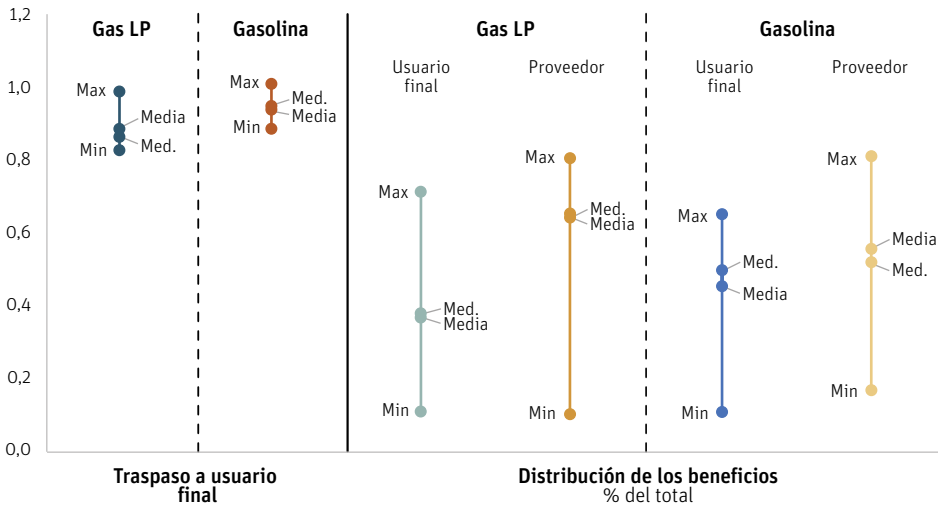 1,2
1,0
0,8
0,6
0,4
0,2
0,0
Gas LP
Gasolina
Gas LP
Gasolina
Usuario
final
Proveedor
Usuario
final
Proveedor
Max
Media
Med.
Min
Max
Med.
Media
Min
Max
Med.
Media
Min
Max
Med.
Media
Min
Max
Med.
Media
Min
Max
Media
Med.
Min
Traspaso a usuario
final
Distribución de los beneficios
% del total